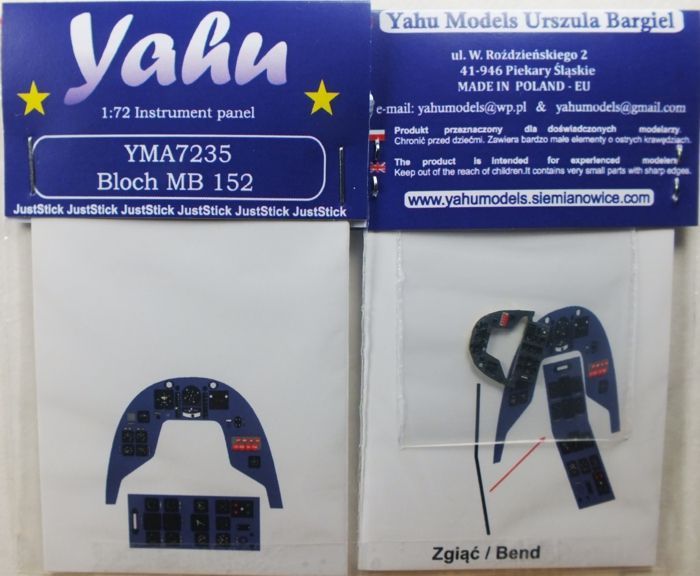 Yahu
1:72 Instrument panel
YMA7235
Bloch MB 152
JustStick JustStick JustStick JustStick JustStick JustStick
Yahu Models Urszula Bargiel
ul. W. Roździeńskiego 2
41-946 Piekary Śląskie
MADE IN POLAND - EU
e-mail: yahumodels@wp.pl & yahumodels@gmail.com
Produkt przeznaczony dla doświadczonych modelarzy.
Chronić przed dziećmi. Zawiera bardzo małe elementy o ostrych krawędziach.
The product is intended for experienced modelers
Keep out of the reach of children.It contains very small parts with sharp edges.
www.yahumodels.siemianowice.com
Zgiąć / Bend